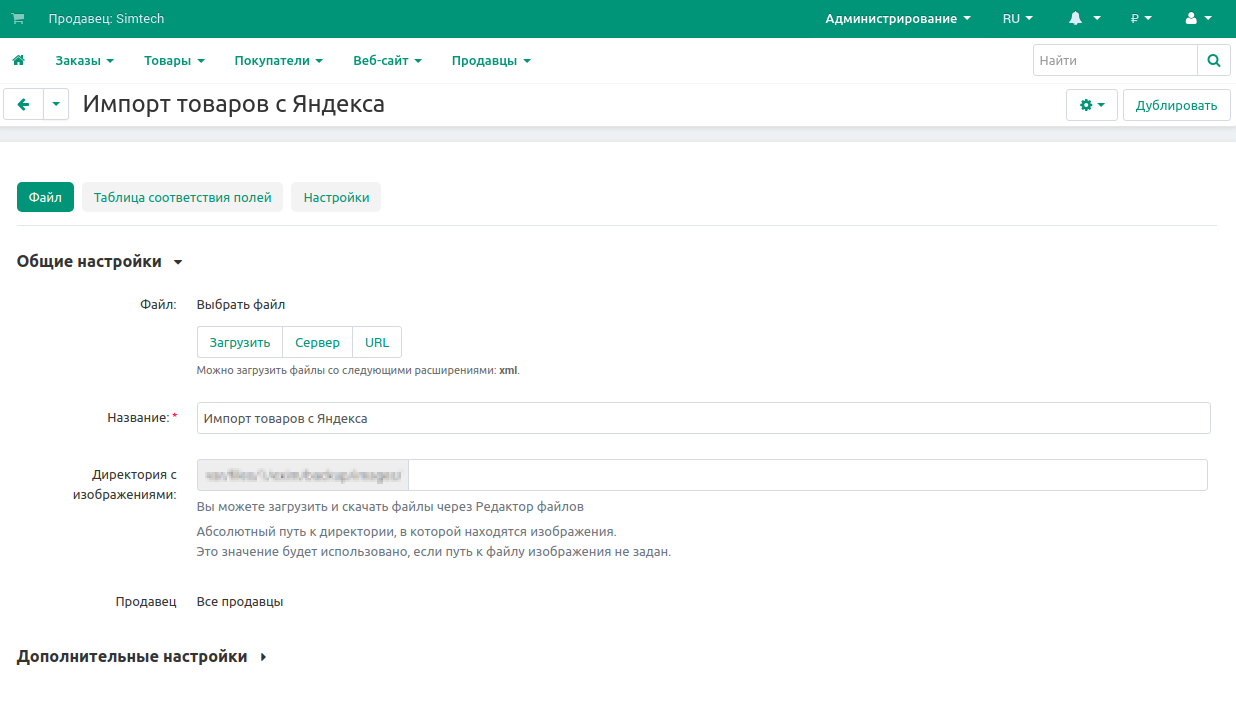 Продавец: Simtech
Администрирование RU ₽
Заказы Товары Покупатели Веб-сайт Продавцы Найти
Импорт товаров с Яндекса Дублировать
Файл Таблица соответствия полей Настройки
Общие настройки
Файл: Выбрать файл
Загрузить Сервер URL
Можно загрузить файлы со следующими расширениями: xml.
Название: * Импорт товаров с Яндекса
Директория с
изображениями:
Вы можете загрузить и скачать файлы через Редактор файлов
Абсолютный путь к директории, в которой находятся изображения.
Это значение будет использовано, если путь к файлу изображения не задан.
Продавец Все продавцы
Дополнительные настройки